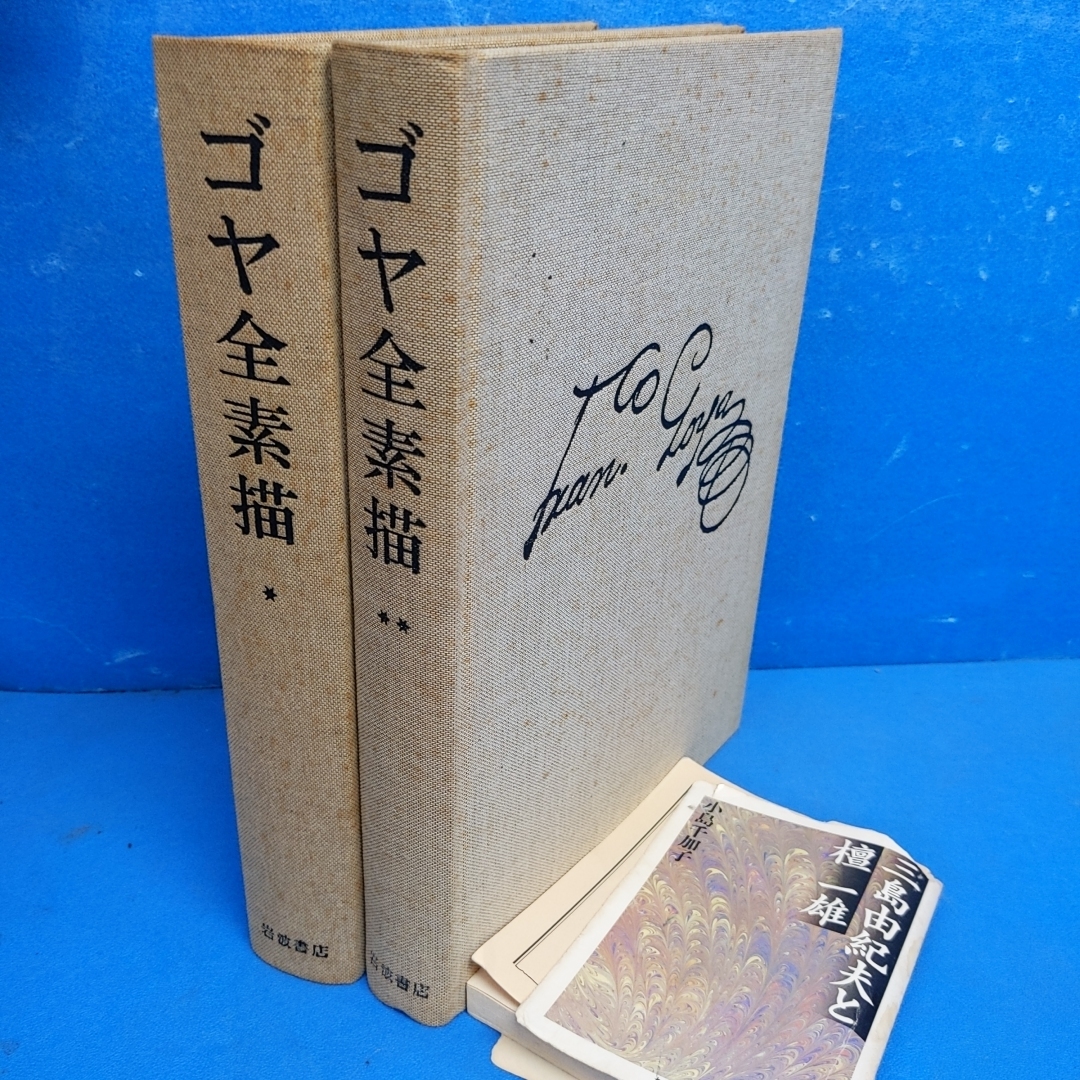 ゴヤ全素描
*
岩波書店
ゴヤ全素描
**
岩波書店
Fran.co Goya
三島由紀夫と
檀一雄
小島千加子